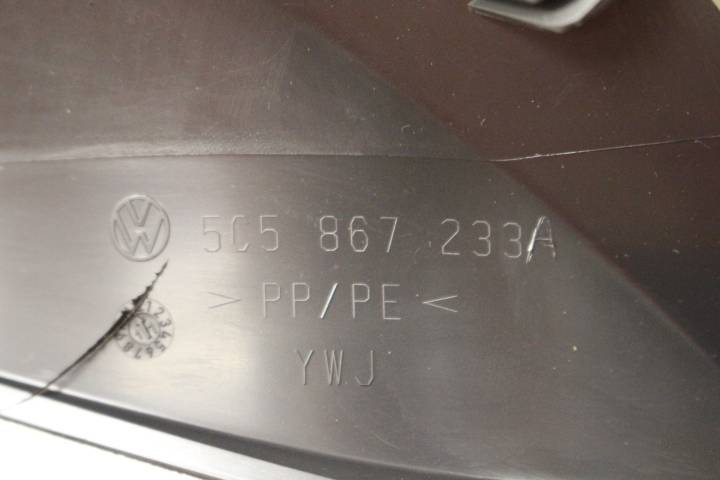 5C5 867 233A
> PP/PE <
YWJ